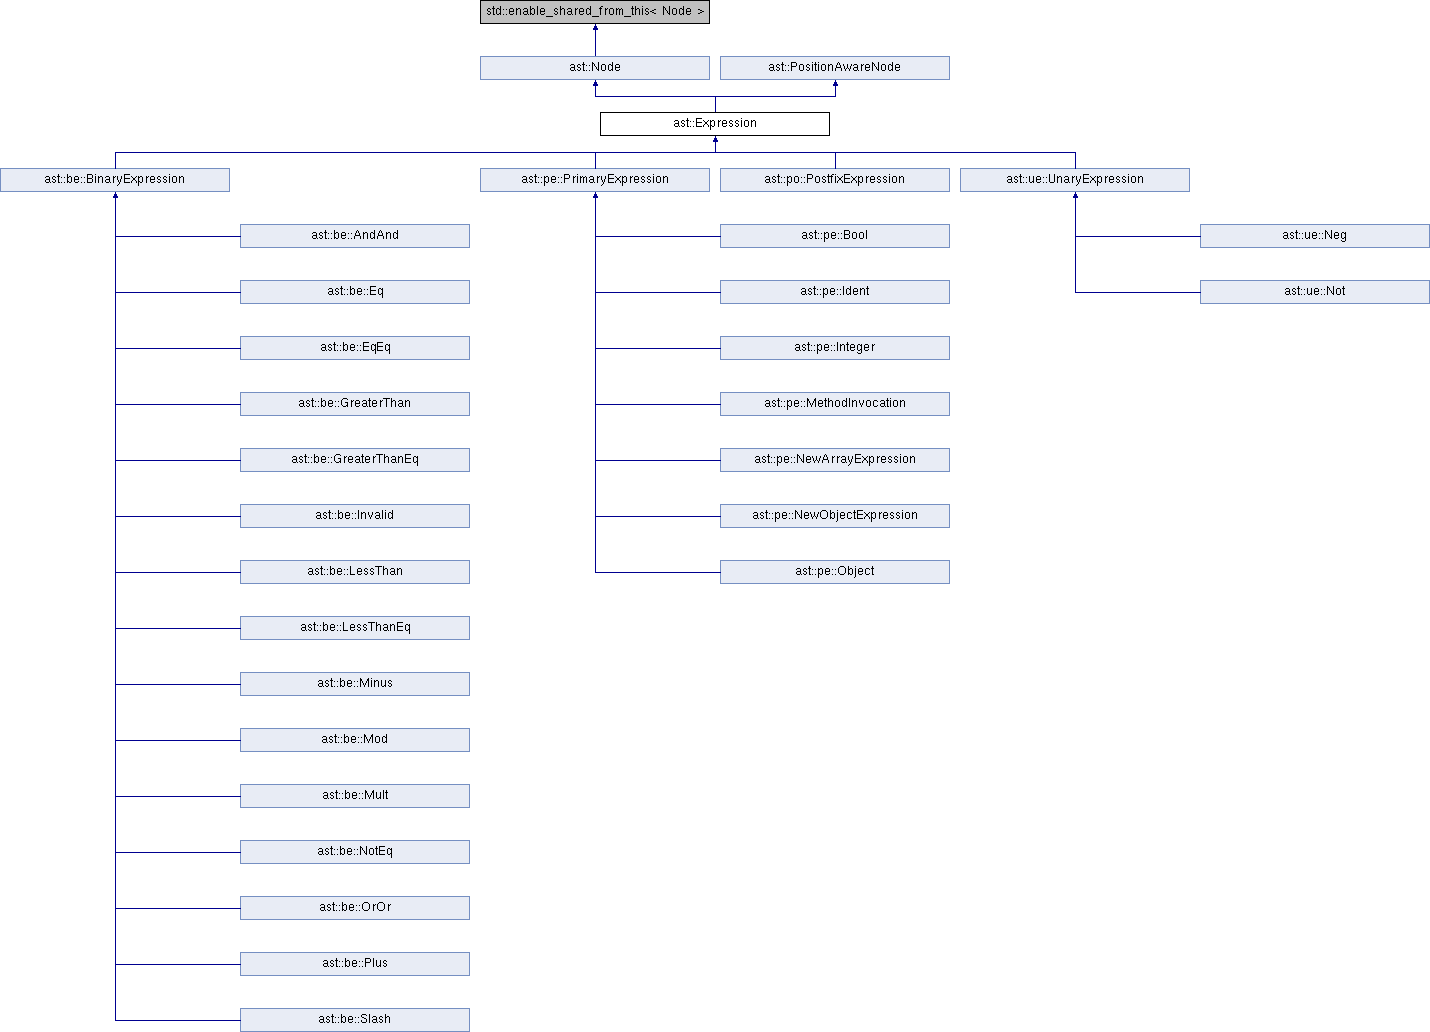 std::enable_shared_from_this< Node >
ast::Node
ast::PositionAwareNode
ast::Expression
ast::be::BinaryExpression
ast::pe::PrimaryExpression
ast::po::PostfixExpression
ast::ue::UnaryExpression
ast::be::AndAnd
ast::pe::Bool
ast::ue::Neg
ast::be::Eq
ast::pe::Ident
ast::ue::Not
ast::be::EqEq
ast::pe::Integer
ast::be::GreaterThan
ast::pe::MethodInvocation
ast::be::GreaterThanEq
ast::pe::NewArrayExpression
ast::be::Invalid
ast::pe::NewObjectExpression
ast::be::LessThan
ast::pe::Object
ast::be::LessThanEq
ast::be::Minus
ast::be::Mod
ast::be::Mult
ast::be::NotEq
ast::be::OrOr
ast::be::Plus
ast::be::Slash